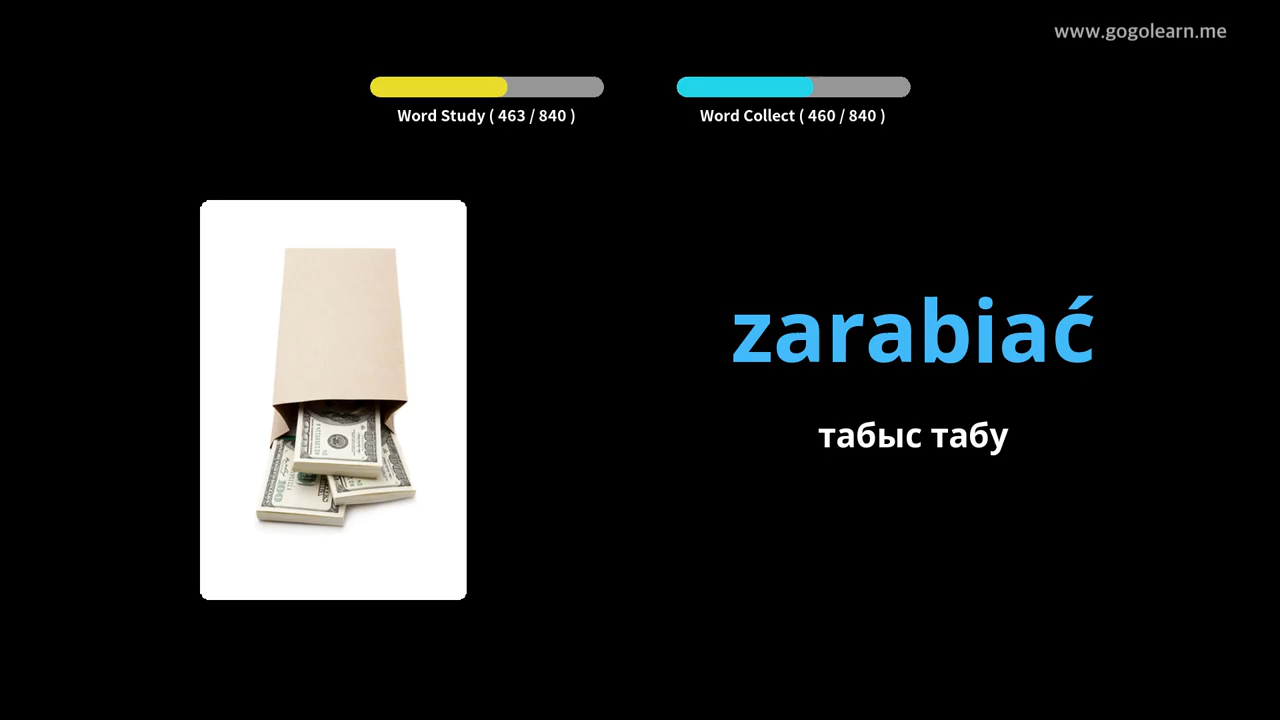 www.gogolearn.me
Word Study ( 463 / 840 )
Word Collect ( 460 / 840 )
zarabiać
табыс табу